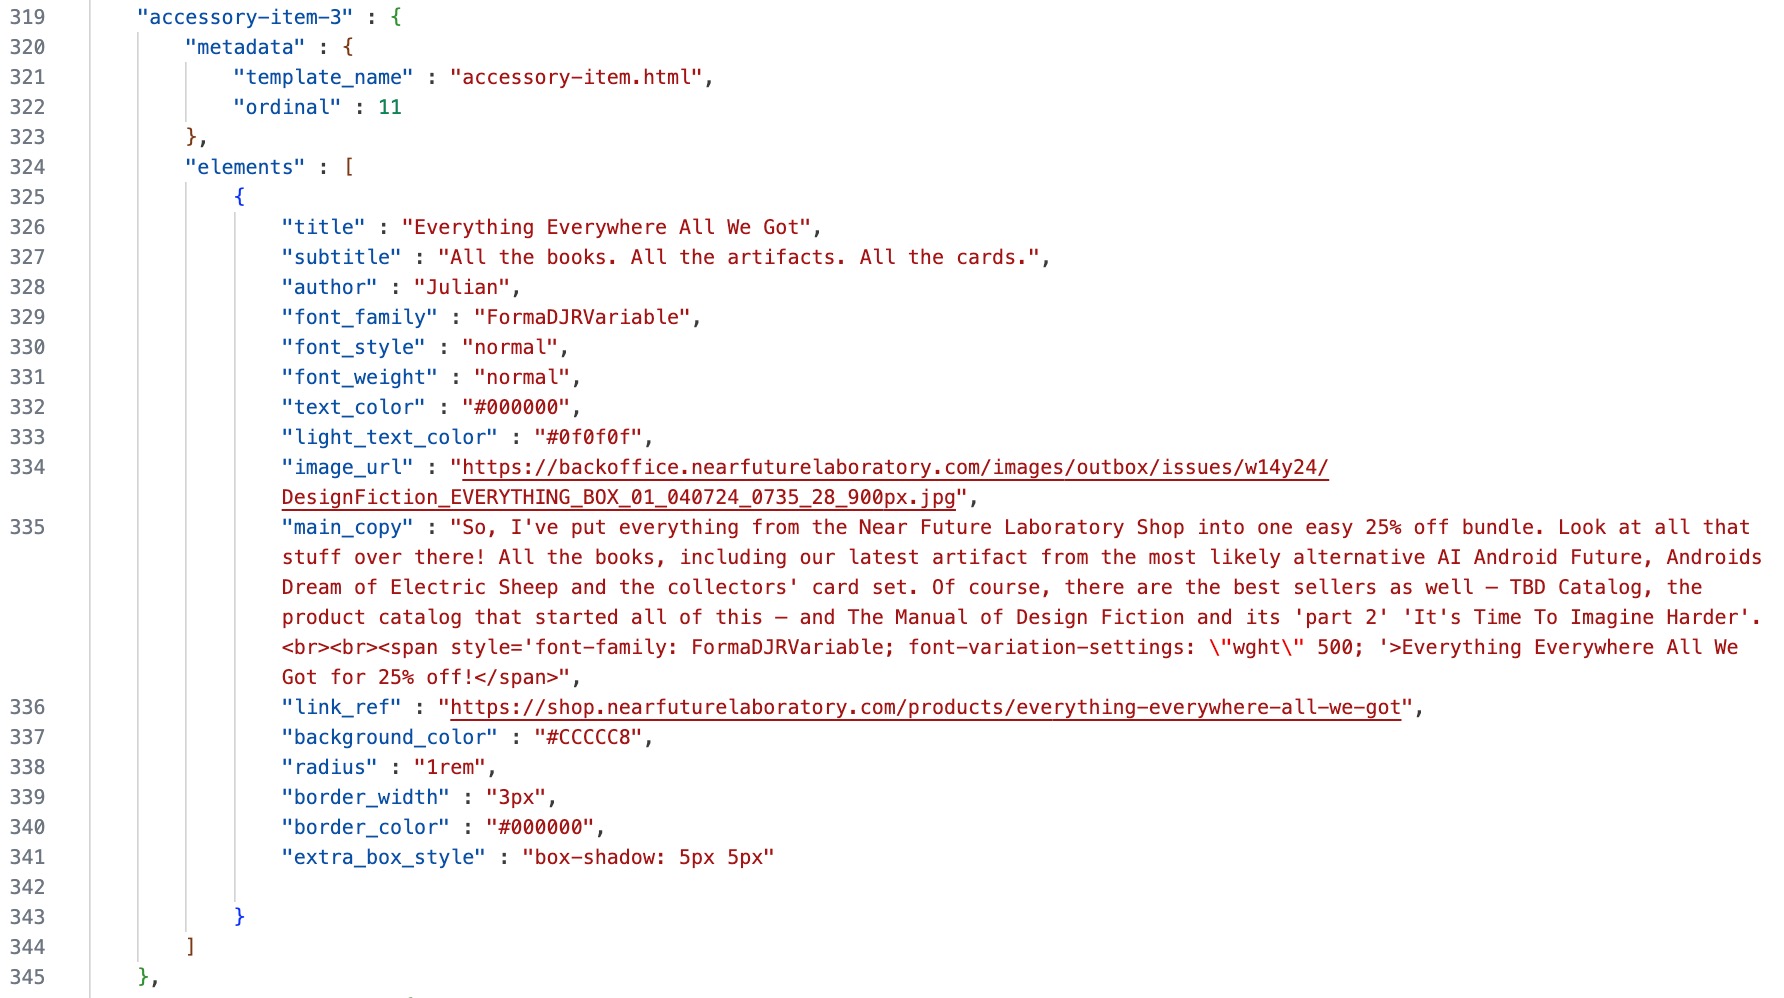 319 "accessory-item-3" : {
320 "metadata" : {
321 "template_name" : "accessory-item.html",
322 "ordinal" : 11
323 },
324 "elements" : [
325 {
326 "title" : "Everything Everywhere All We Got",
327 "subtitle" : "All the books. All the artifacts. All the cards.",
328 "author" : "Julian",
329 "font_family" : "FormaDJRVariable",
330 "font_style" : "normal",
331 "font_weight" : "normal",
332 "text_color" : "#000000",
333 "light_text_color" : "#0f0f0f",
334 "image_url" : "https://backoffice.nearfuturelaboratory.com/images/outbox/issues/w14y24/
DesignFiction_EVERYTHING_BOX_01_040724_0735_28_900px.jpg",
335 "main_copy" : "So, I've put everything from the Near Future Laboratory Shop into one easy 25% off bundle. Look at all that
stuff over there! All the books, including our latest artifact from the most likely alternative AI Android Future, Androids
Dream of Electric Sheep and the collectors' card set. Of course, there are the best sellers as well — TBD Catalog, the
product catalog that started all of this — and The Manual of Design Fiction and its 'part 2' 'It's Time To Imagine Harder'.
<br><br><span style='font-family: FormaDJRVariable; font-variation-settings: \"wght\" 500; '>Everything Everywhere All We
Got for 25% off!</span>",
336 "link_ref" : "https://shop.nearfuturelaboratory.com/products/everything-everywhere-all-we-got",
337 "background_color" : "#CCCCC8",
338 "radius" : "1rem",
339 "border_width" : "3px",
340 "border_color" : "#000000",
341 "extra_box_style" : "box-shadow: 5px 5px"
342
343 }
344 ]
345 },